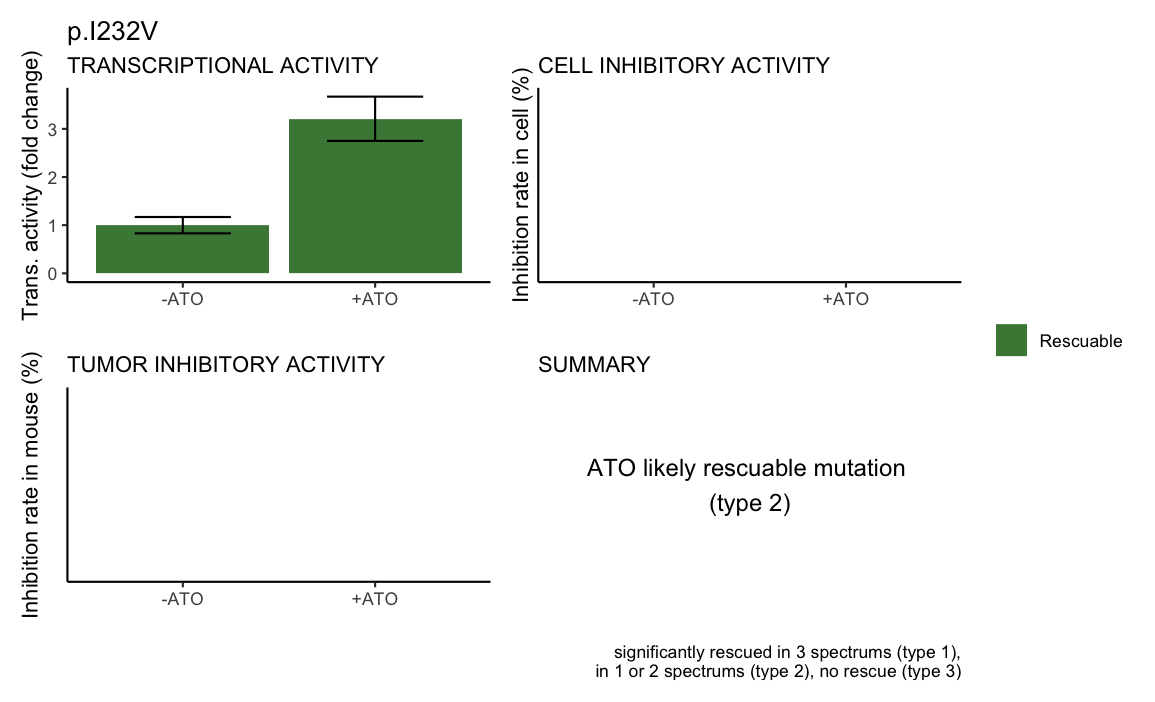 p.I232V
TRANSCRIPTIONAL ACTIVITY
Trans. activity (fold change)
3
2
1
0
-ATO
+ATO
CELL INHIBITORY ACTIVITY
Inhibition rate in cell (%)
-ATO
+ATO
Rescuable
TUMOR INHIBITORY ACTIVITY
Inhibition rate in mouse (%)
-ATO
+ATO
SUMMARY
ATO likely rescuable mutation
(type 2)
significantly rescued in 3 spectrums (type 1),
in 1 or 2 spectrums (type 2), no rescue (type 3)